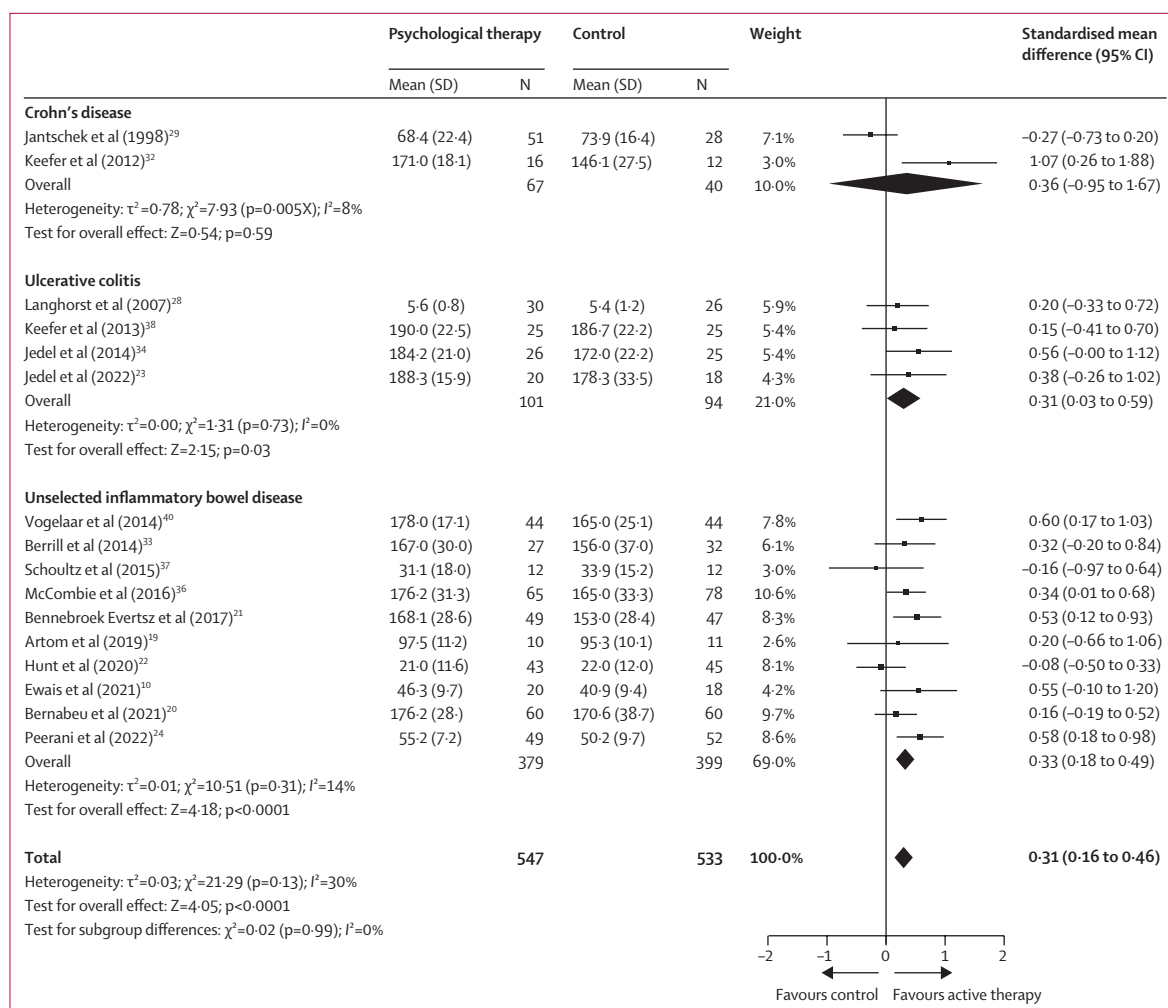 Psychological therapy Control Weight Standardised mean
difference (95% CI)
Mean (SD) N Mean (SD) N
Crohn's disease
Jantschek et al (1998)²⁹ 68·4 (22·4) 51 73·9 (16·4) 28 7·1% –0·27 (–0·73 to 0·20)
Keefer et al (2012)³² 171·0 (18·1) 16 146·1 (27·5) 12 3·0% 1·07 (0·26 to 1·88)
Overall 67 40 10·0% 0·36 (–0·95 to 1·67)
Heterogeneity: τ²=0·78; χ²=7·93 (p=0·005X); I²=8%
Test for overall effect: Z=0·54; p=0·59
Ulcerative colitis
Langhorst et al (2007)²⁸ 5·6 (0·8) 30 5·4 (1·2) 26 5·9% 0·20 (–0·33 to 0·72)
Keefer et al (2013)³⁸ 190·0 (22·5) 25 186·7 (22·2) 25 5·4% 0·15 (–0·41 to 0·70)
Jedel et al (2014)³⁴ 184·2 (21·0) 26 172·0 (22·2) 25 5·4% 0·56 (–0·00 to 1·12)
Jedel et al (2022)²³ 188·3 (15·9) 20 178·3 (33·5) 18 4·3% 0·38 (–0·26 to 1·02)
Overall 101 94 21·0% 0·31 (0·03 to 0·59)
Heterogeneity: τ²=0·00; χ²=1·31 (p=0·73); I²=0%
Test for overall effect: Z=2·15; p=0·03
Unselected inflammatory bowel disease
Vogelaar et al (2014)⁴⁰ 178·0 (17·1) 44 165·0 (25·1) 44 7·8% 0·60 (0·17 to 1·03)
Berrill et al (2014)³³ 167·0 (30·0) 27 156·0 (37·0) 32 6·1% 0·32 (–0·20 to 0·84)
Schoultz et al (2015)³⁷ 31·1 (18·0) 12 33·9 (15·2) 12 3·0% –0·16 (–0·97 to 0·64)
McCombie et al (2016)³⁶ 176·2 (31·3) 65 165·0 (33·3) 78 10·6% 0·34 (0·01 to 0·68)
Bennebroek Evertsz et al (2017)²¹ 168·1 (28·6) 49 153·0 (28·4) 47 8·3% 0·53 (0·12 to 0·93)
Artom et al (2019)¹⁹ 97·5 (11·2) 10 95·3 (10·1) 11 2·6% 0·20 (–0·66 to 1·06)
Hunt et al (2020)²² 21·0 (11·6) 43 22·0 (12·0) 45 8·1% –0·08 (–0·50 to 0·33)
Ewais et al (2021)¹⁰ 46·3 (9·7) 20 40·9 (9·4) 18 4·2% 0·55 (–0·10 to 1·20)
Bernabeu et al (2021)²⁰ 176·2 (28·) 60 170·6 (38·7) 60 9·7% 0·16 (–0·19 to 0·52)
Peerani et al (2022)²⁴ 55·2 (7·2) 49 50·2 (9·7) 52 8·6% 0·58 (0·18 to 0·98)
Overall 379 399 69·0% 0·33 (0·18 to 0·49)
Heterogeneity: τ²=0·01; χ²=10·51 (p=0·31); I²=14%
Test for overall effect: Z=4·18; p<0·0001
Total 547 533 100·0% 0·31 (0·16 to 0·46)
Heterogeneity: τ²=0·03; χ²=21·29 (p=0·13); I²=30%
Test for overall effect: Z=4·05; p<0·0001
Test for subgroup differences: χ²=0·02 (p=0·99); I²=0%
–2 –1 0 1 2
Favours control Favours active therapy